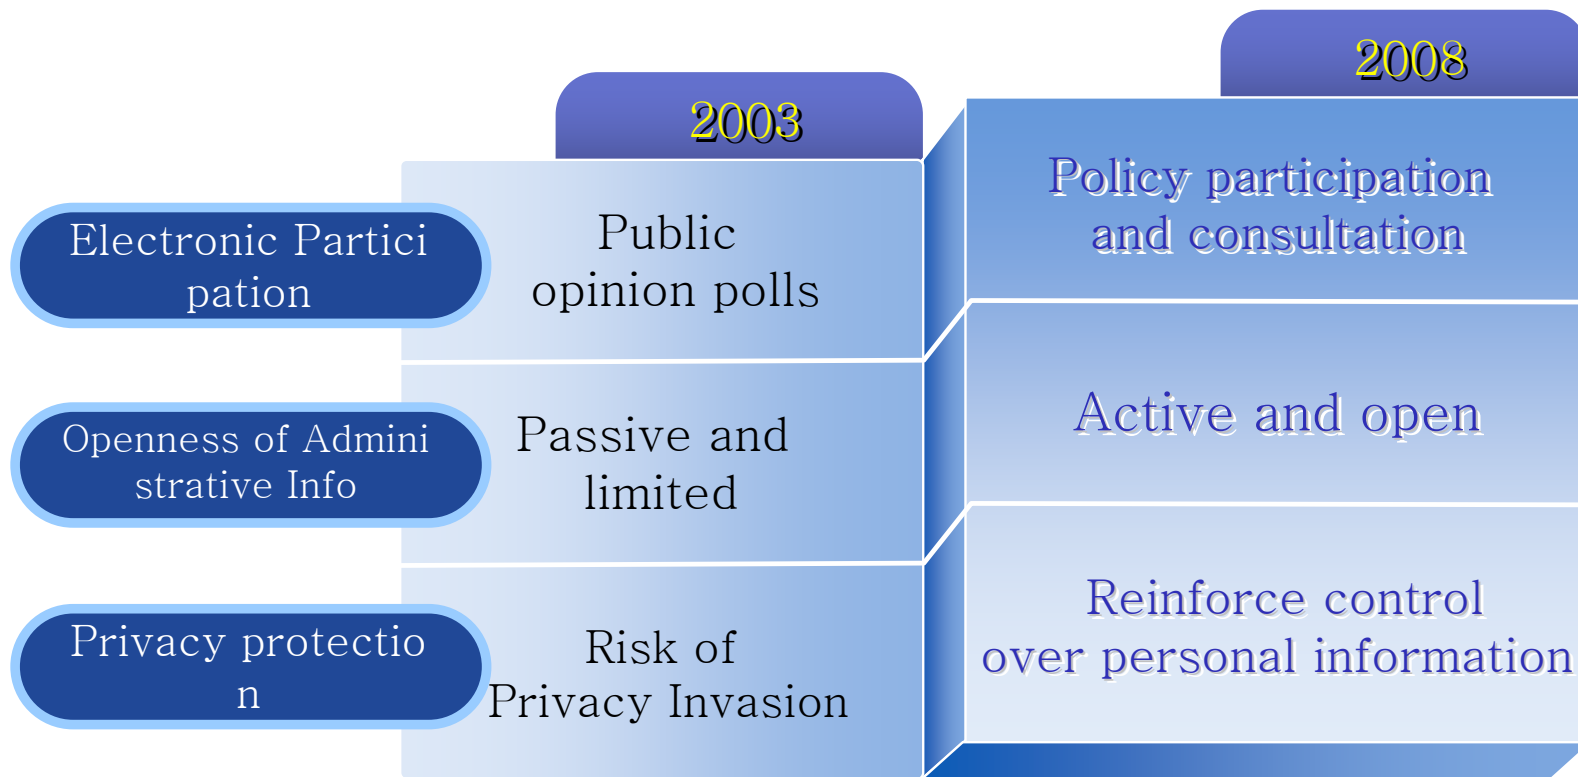 2003
2008
Electronic Partici
pation
Public
opinion polls
Policy participation
and consultation
Openness of Admini
strative Info
Passive and
limited
Active and open
Privacy protectio
n
Risk of
Privacy Invasion
Reinforce control
over personal information